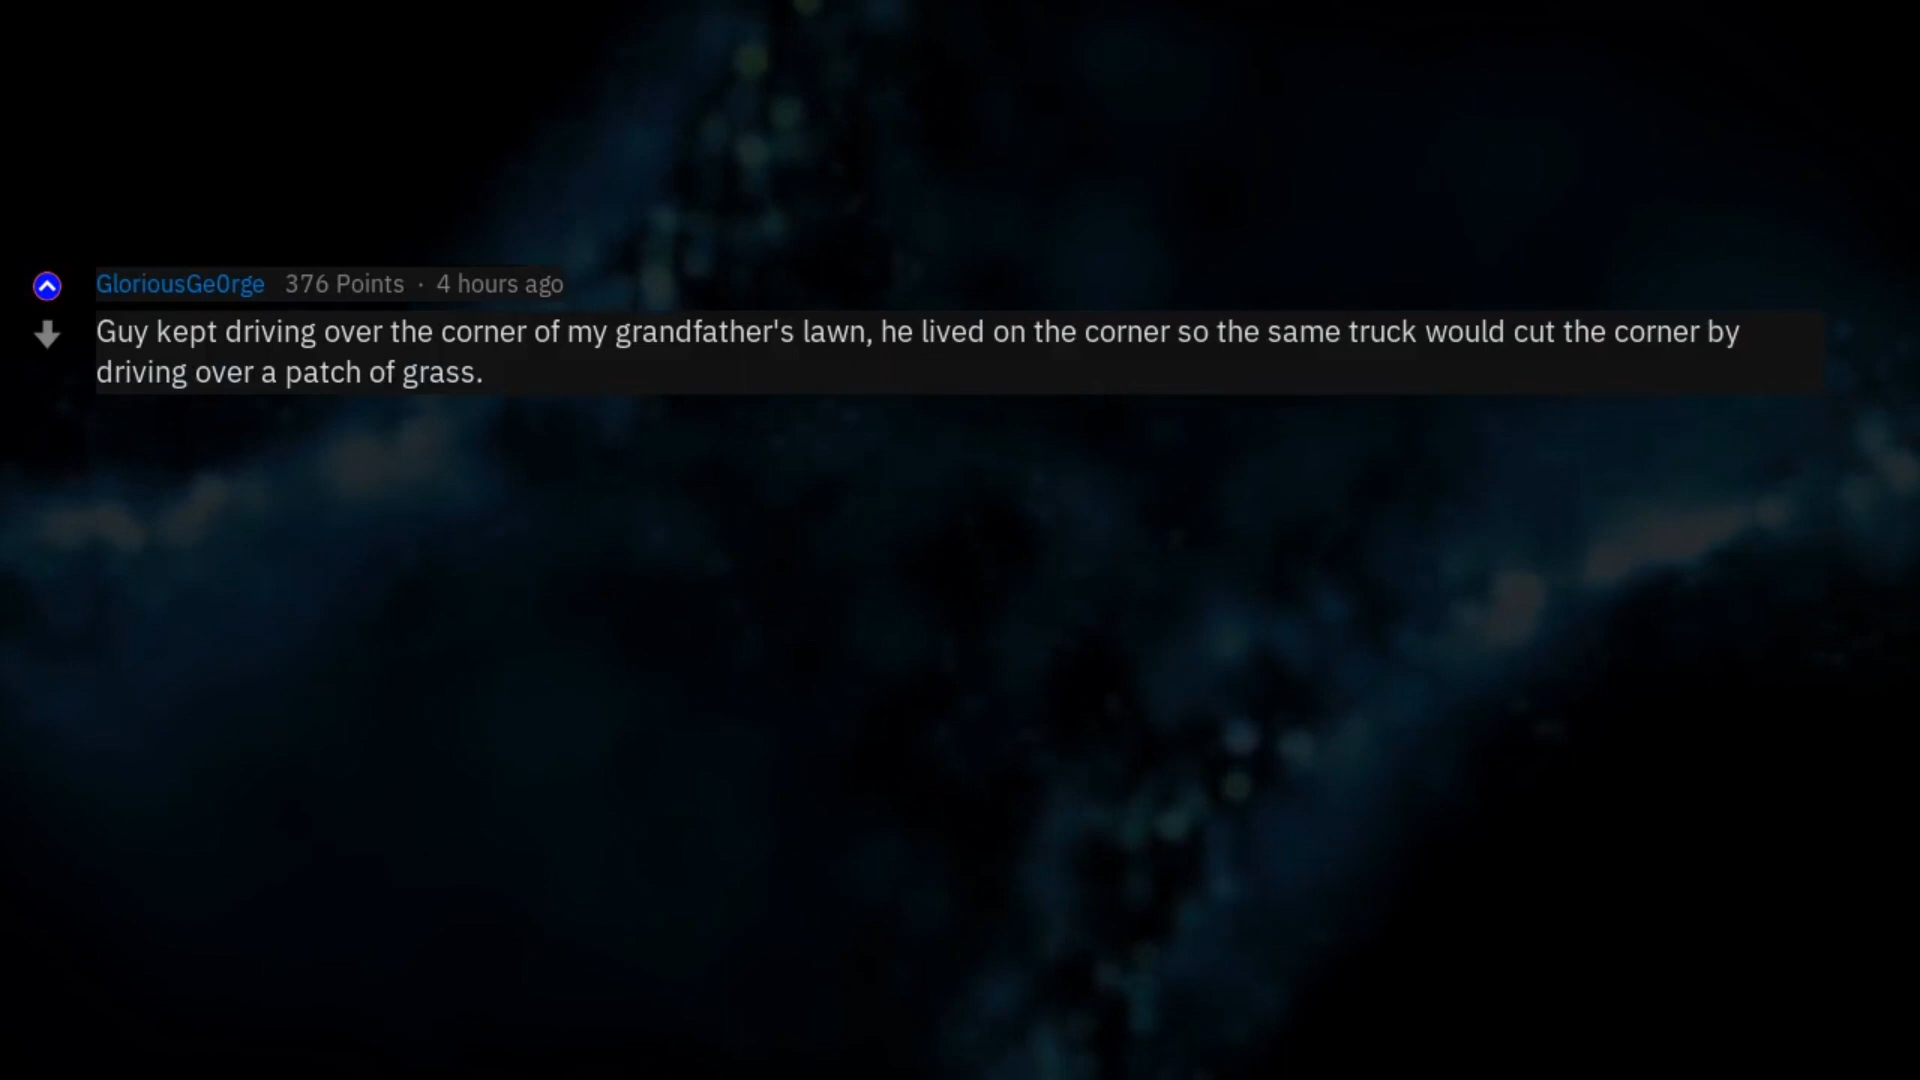 GloriousGe0rge 376 Points · 4 hours ago
Guy kept driving over the corner of my grandfather's lawn, he lived on the corner so the same truck would cut the corner by
driving over a patch of grass.